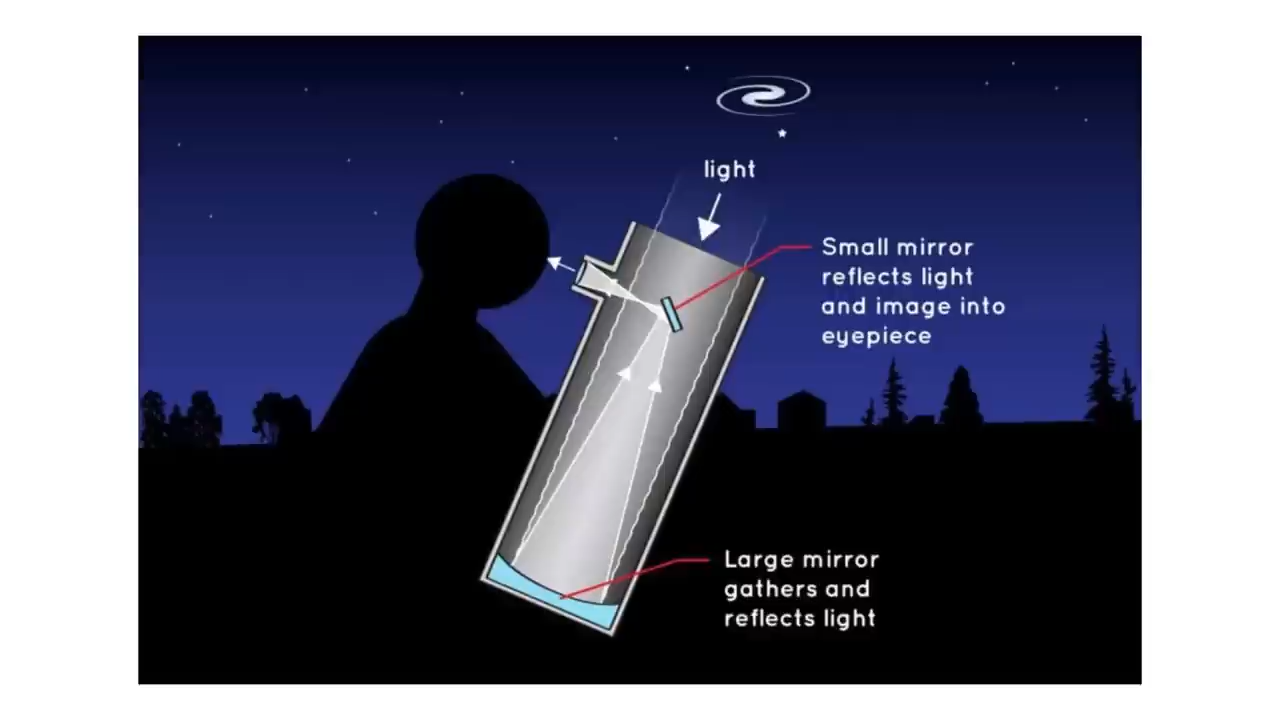 light
Small mirror
reflects light
and image into
eyepiece
Large mirror
gathers and
reflects light